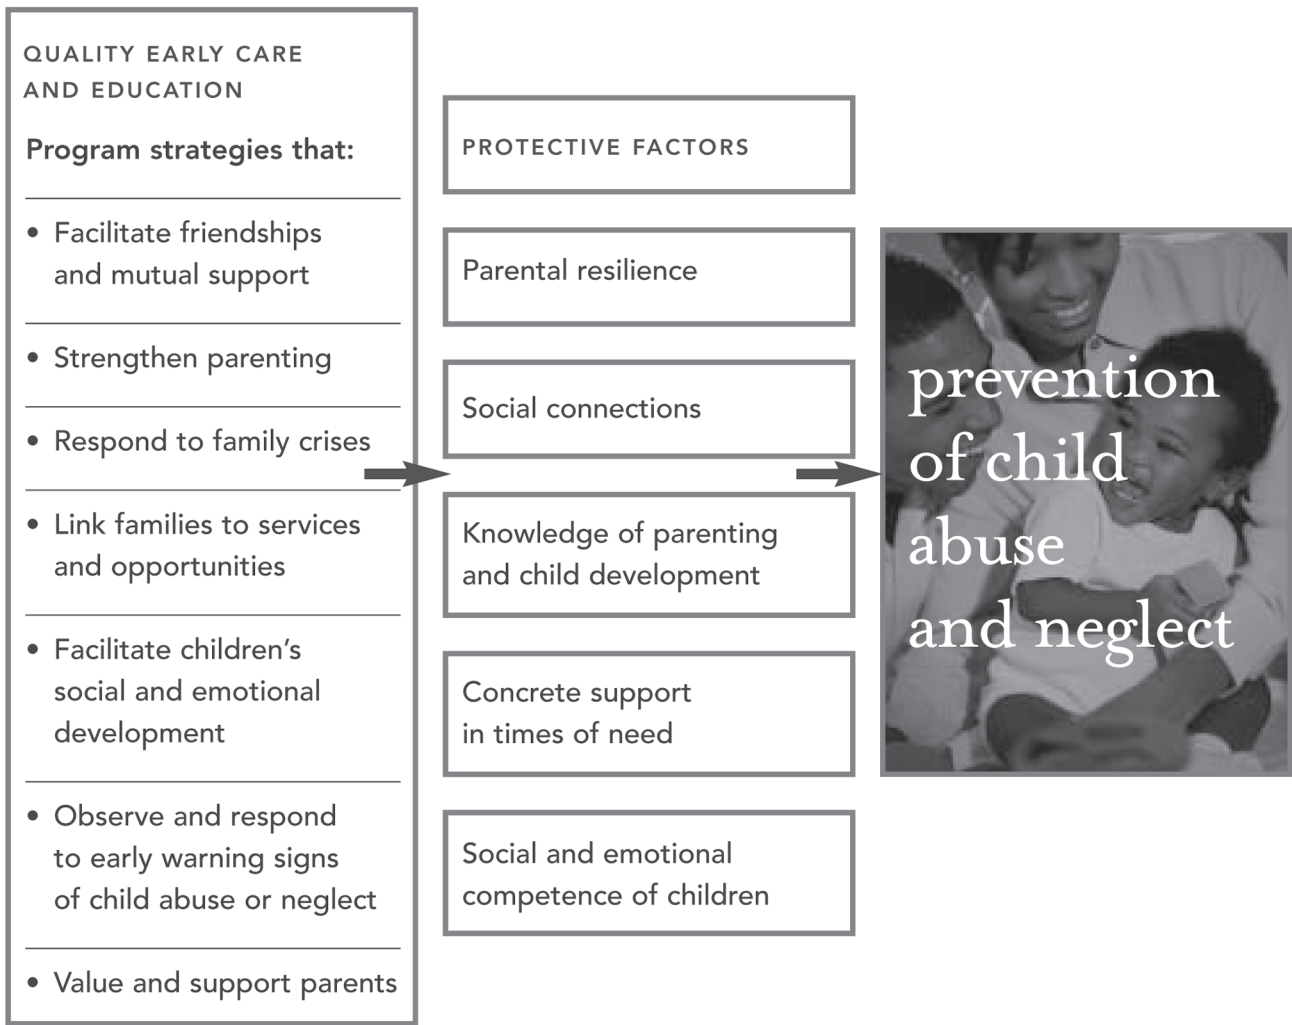 QUALITY EARLY CARE
AND EDUCATION
Program strategies that:
• Facilitate friendships
and mutual support
• Strengthen parenting
• Respond to family crises
• Link families to services
and opportunities
• Facilitate children’s
social and emotional
development
• Observe and respond
to early warning signs
of child abuse or neglect
• Value and support parents
PROTECTIVE FACTORS
Parental resilience
Social connections
Knowledge of parenting
and child development
Concrete support
in times of need
Social and emotional
competence of children
prevention
of child
abuse
and neglect